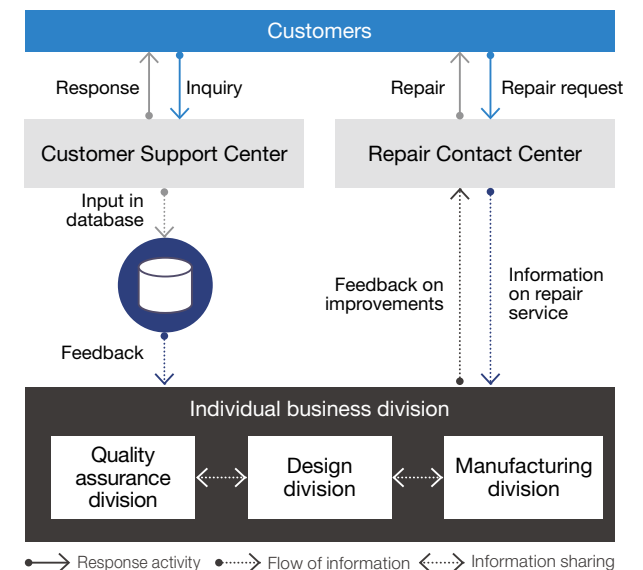 Customers
Response
Inquiry
Repair
Repair request
Customer Support Center
Repair Contact Center
Input in
database
Feedback on
improvements
Information
on repair
service
Feedback
Individual business division
Quality
assurance
division
Design
division
Manufacturing
division
Response activity
Flow of information
Information sharing